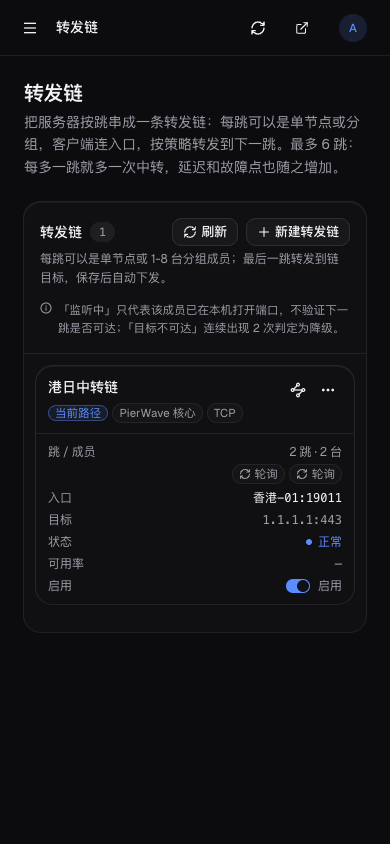 转发链
A
转发链
把服务器按跳串成一条转发链：每跳可以是单节点或分
组，客户端连入口，按策略转发到下一跳。最多 6 跳：
每多一跳就多一次中转，延迟和故障点也随之增加。
转发链 1 刷新 新建转发链
每跳可以是单节点或 1-8 台分组成员；最后一跳转发到链
目标，保存后自动下发。
「监听中」只代表该成员已在本机打开端口，不验证下一
跳是否可达；「目标不可达」连续出现 2 次判定为降级。
港日中转链
当前路径 PierWave 核心 TCP
跳 / 成员 2 跳 · 2 台
轮询 轮询
入口 香港-01:19011
目标 1.1.1.1:443
状态 正常
可用率 —
启用 启用